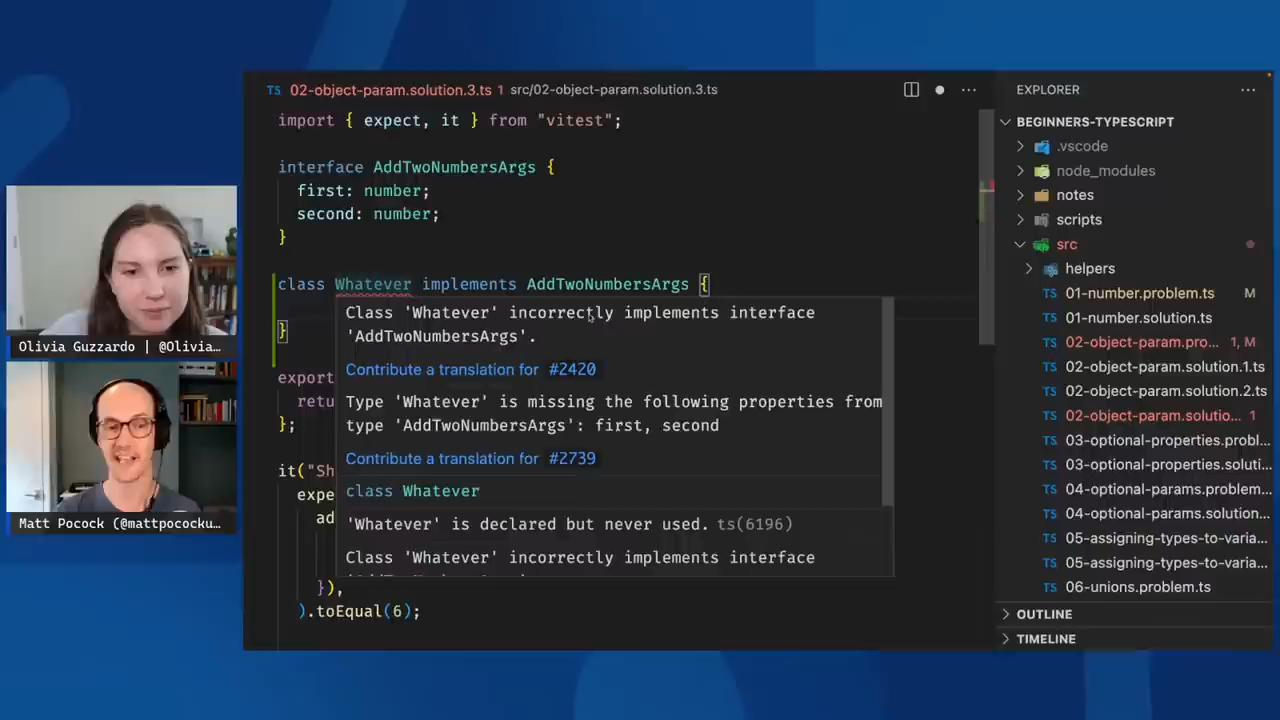 TS 02-object-param.solution.3.ts 1 src/02-object-param.solution.3.ts
import { expect, it } from "vitest";
interface AddTwoNumbersArgs {
first: number;
second: number;
}
class Whatever implements AddTwoNumbersArgs {
Class 'Whatever' incorrectly implements interface
'AddTwoNumbersArgs'.
Contribute a translation for #2420
Type 'Whatever' is missing the following properties from
type 'AddTwoNumbersArgs': first, second
Contribute a translation for #2739
class Whatever
'Whatever' is declared but never used. ts(6196)
Class 'Whatever' incorrectly implements interface
}
export
retu
};
it("Sh
expe
ad
}),
).toEqual(6);
EXPLORER
BEGINNERS-TYPESCRIPT
.vscode
node_modules
notes
scripts
src
helpers
TS 01-number.problem.ts M
TS 01-number.solution.ts
TS 02-object-param.pro... 1, M
TS 02-object-param.solution.1.ts
TS 02-object-param.solution.2.ts
TS 02-object-param.solutio... 1
TS 03-optional-properties.probl...
TS 03-optional-properties.soluti...
TS 04-optional-params.problem...
TS 04-optional-params.solution...
TS 05-assigning-types-to-varia...
TS 05-assigning-types-to-varia...
TS 06-unions.problem.ts
OUTLINE
TIMELINE
Olivia Guzzardo | @Olivia...
Matt Pocock (@mattpococku...